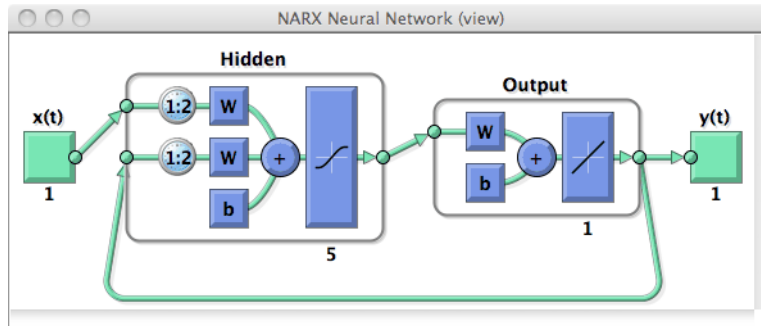 NARX Neural Network (view)
Hidden
Output
x(t)
y(t)
1:2
W
1:2
W
+
b
W
+
b
1
5
1
1